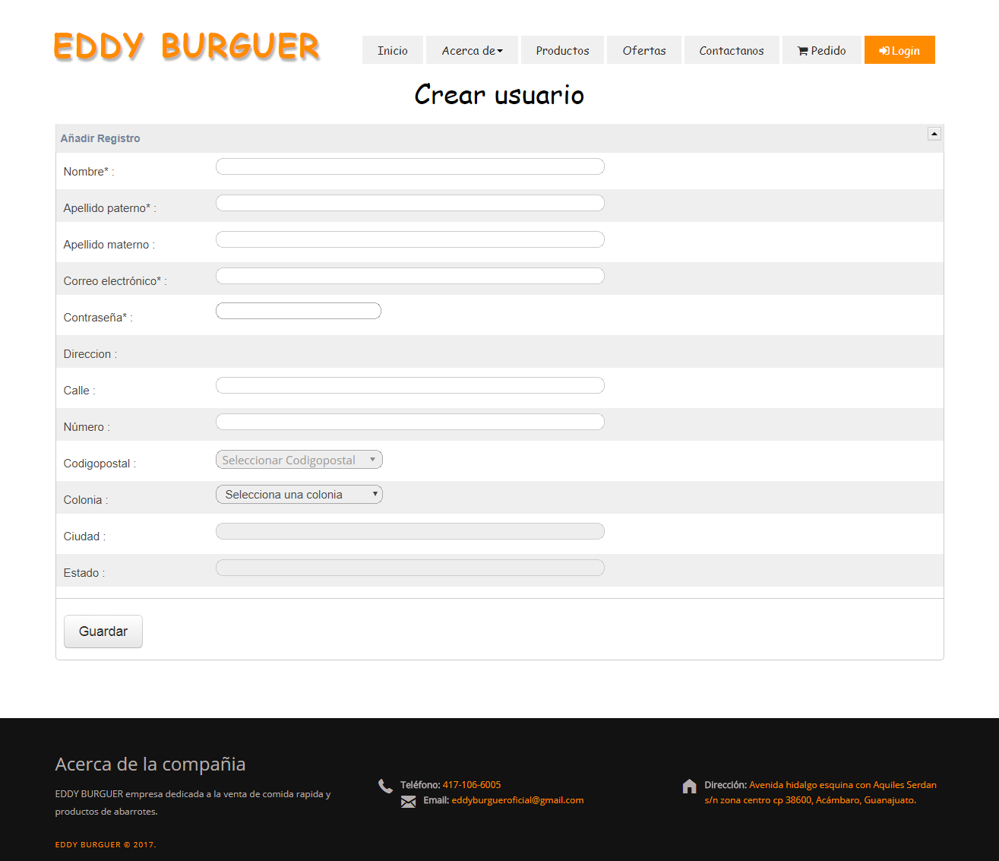 EDDY BURGUER
Inicio
Acerca de
Productos
Ofertas
Contactanos
Pedido
Login
Crear usuario
Añadir Registro
Nombre* :
Apellido paterno* :
Apellido materno :
Correo electrónico* :
Contraseña* :
Direccion :
Calle :
Número :
Codigopostal :
Seleccionar Codigopostal
Colonia :
Selecciona una colonia
Ciudad :
Estado :
Guardar
Acerca de la compañia
EDDY BURGUER empresa dedicada a la venta de comida rapida y
productos de abarrotes.
EDDY BURGUER © 2017.
Teléfono: 417-106-6005
Email: eddyburgueroficial@gmail.com
Dirección: Avenida hidalgo esquina con Aquiles Serdan
s/n zona centro cp 38600, Acámbaro, Guanajuato.